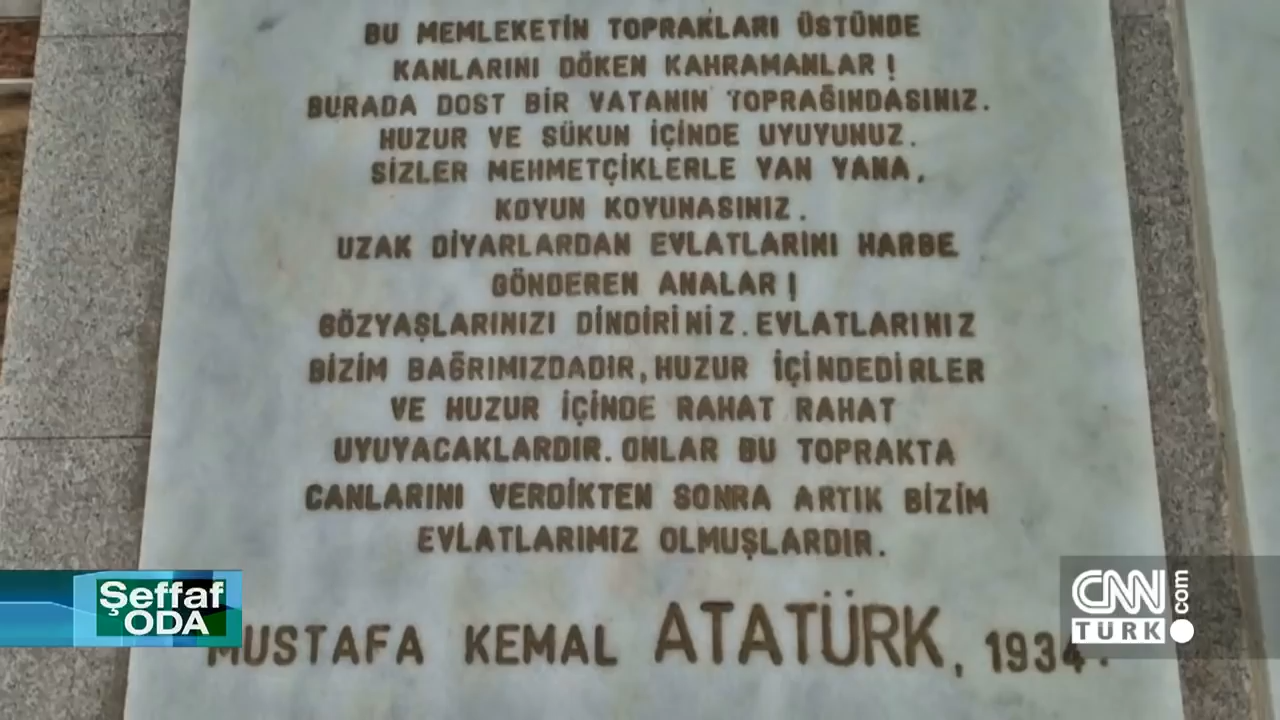 BU MEMLEKETİN TOPRAKLARI ÜSTÜNDE
KANLARINI DÖKEN KAHRAMANLAR!
BURADA DOST BİR VATANIN TOPRAĞINDASINIZ.
HUZUR VE SÜKUN İÇİNDE UYUYUNUZ.
SİZLER MEHMETÇİKLERLE YAN YANA,
KOYUN KOYUNASINIZ.
UZAK DİYARLARDAN EVLATLARINI HARBE
GÖNDEREN ANALAR!
GÖZYAŞLARINIZI DİNDİRİNİZ. EVLATLARINIZ
BİZİM BAĞRIMIZDADIR, HUZUR İÇİNDEDİRLER
VE HUZUR İÇİNDE RAHAT RAHAT
UYUYACAKLARDIR. ONLAR BU TOPRAKTA
CANLARINI VERDİKTEN SONRA ARTIK BİZİM
EVLATLARIMIZ OLMUŞLARDIR.
MUSTAFA KEMAL ATATÜRK, 1934.
Şeffaf
ODA
CNN
TURK
.com